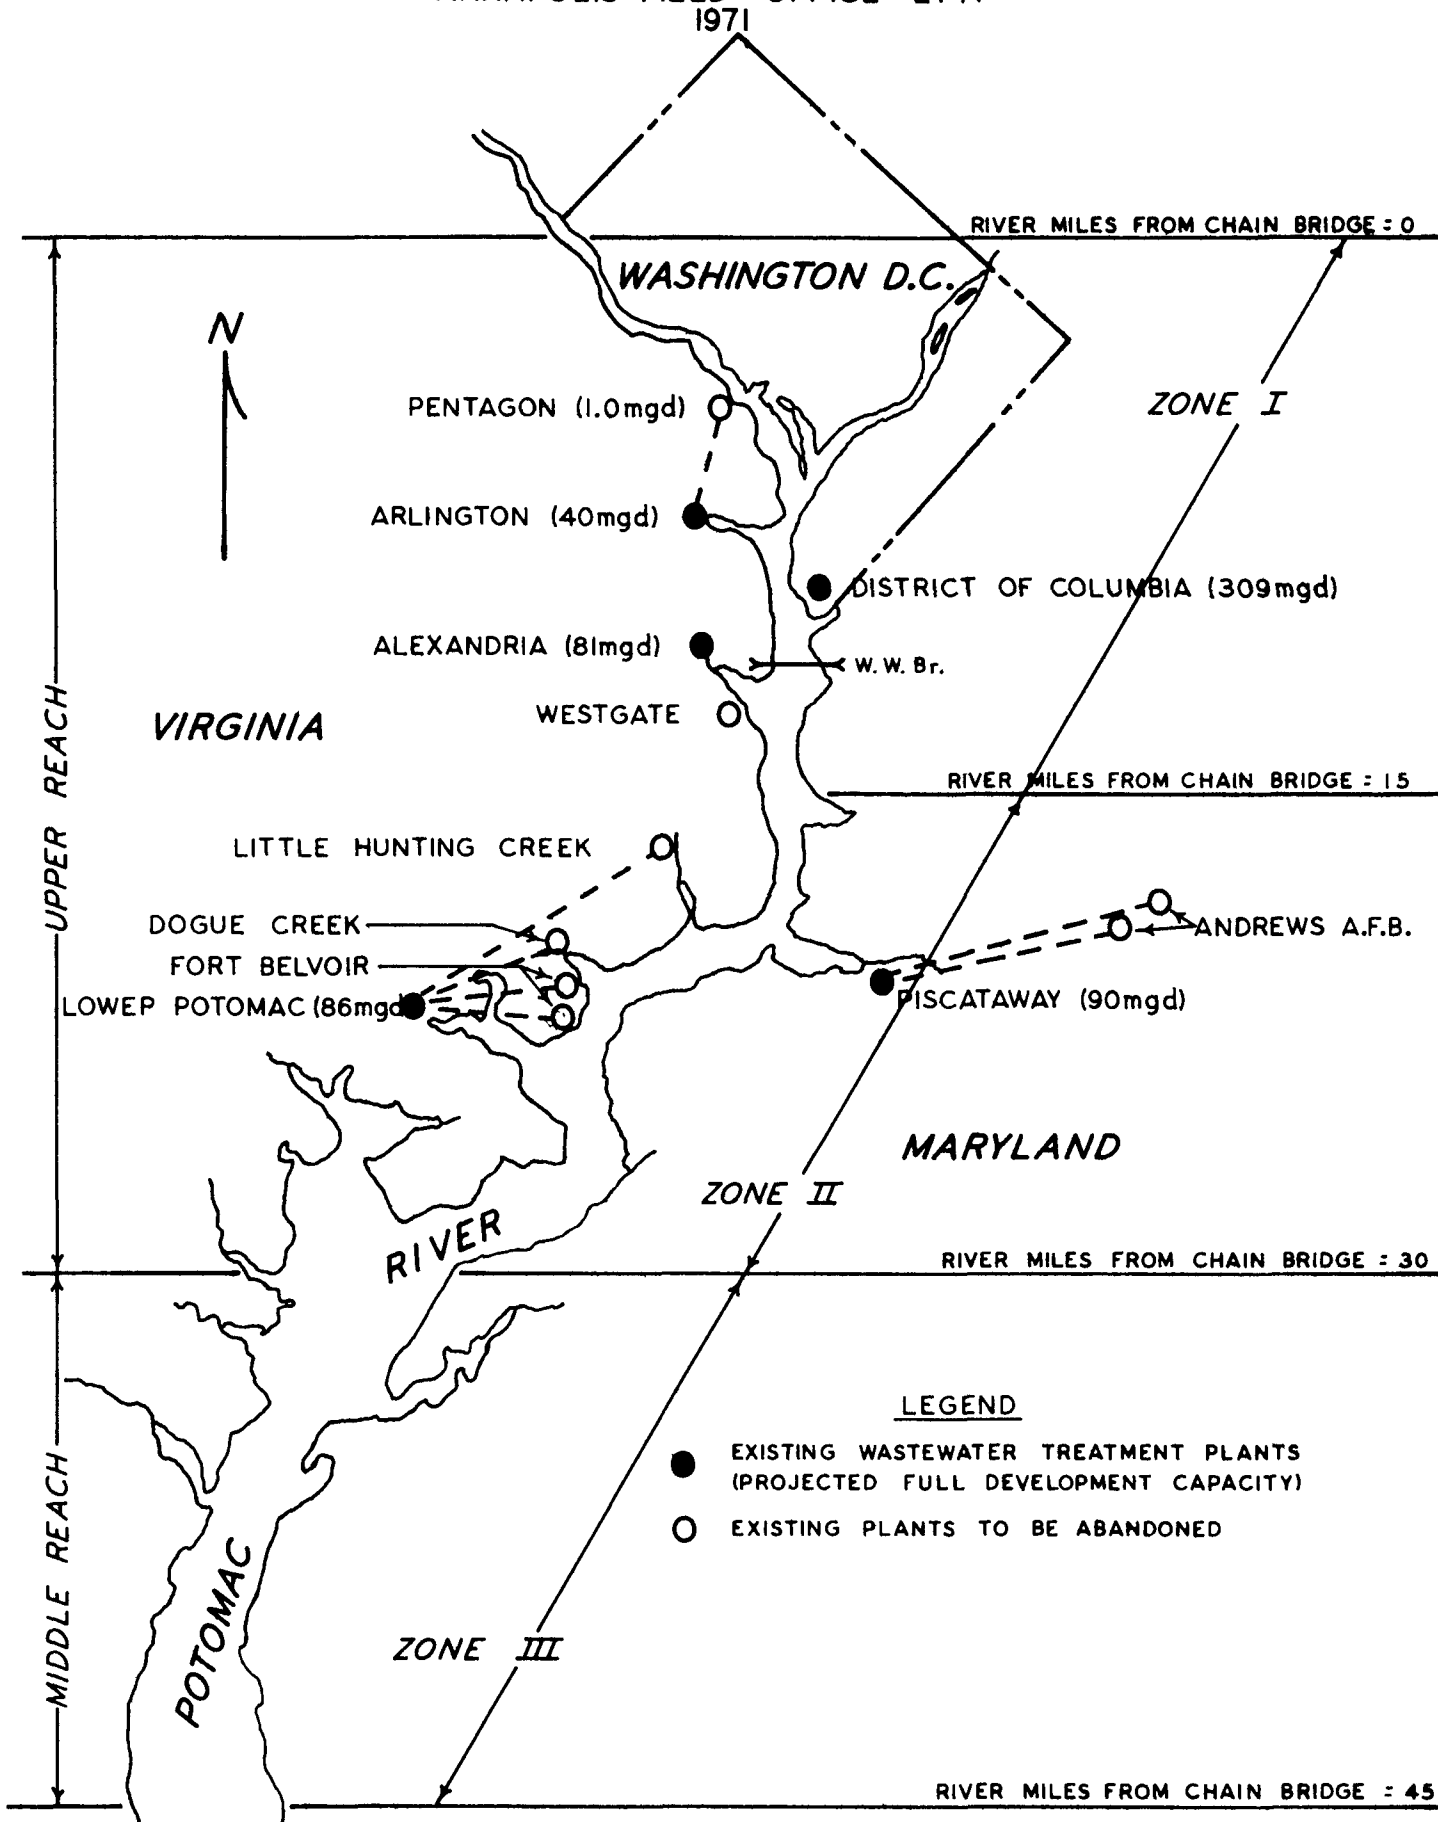 1971
RIVER MILES FROM CHAIN BRIDGE = 0
WASHINGTON D.C.
N
ZONE I
PENTAGON (1.0mgd)
ARLINGTON (40mgd)
DISTRICT OF COLUMBIA (309mgd)
ALEXANDRIA (81mgd)
W. W. Br.
WESTGATE
VIRGINIA
UPPER REACH
RIVER MILES FROM CHAIN BRIDGE = 15
LITTLE HUNTING CREEK
DOGUE CREEK
ANDREWS A.F.B.
FORT BELVOIR
LOWEP POTOMAC (86mgd
PISCATAWAY (90mgd)
MARYLAND
ZONE II
RIVER
RIVER MILES FROM CHAIN BRIDGE = 30
LEGEND
EXISTING WASTEWATER TREATMENT PLANTS
(PROJECTED FULL DEVELOPMENT CAPACITY)
EXISTING PLANTS TO BE ABANDONED
MIDDLE REACH
POTOMAC
ZONE III
RIVER MILES FROM CHAIN BRIDGE = 45